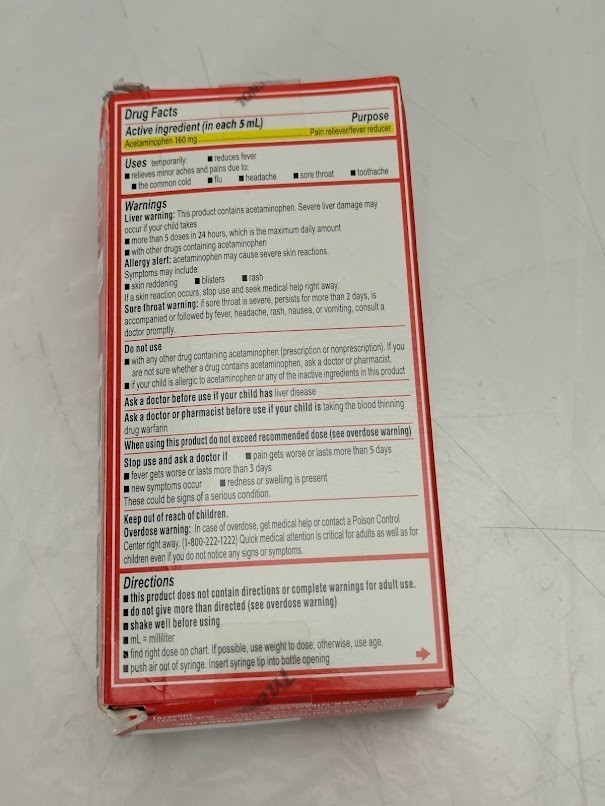 Drug Facts
Active ingredient (in each 5 mL) Purpose
Acetaminophen 160 mg Pain reliever/fever reducer
Uses temporarily: ■ reduces fever
■ relieves minor aches and pains due to:
■ the common cold ■ flu ■ headache ■ sore throat ■ toothache
Warnings
Liver warning: This product contains acetaminophen. Severe liver damage may
occur if your child takes
■ more than 5 doses in 24 hours, which is the maximum daily amount
■ with other drugs containing acetaminophen
Allergy alert: acetaminophen may cause severe skin reactions.
Symptoms may include:
■ skin reddening ■ blisters ■ rash
If a skin reaction occurs, stop use and seek medical help right away.
Sore throat warning: if sore throat is severe, persists for more than 2 days, is
accompanied or followed by fever, headache, rash, nausea, or vomiting, consult a
doctor promptly.
Do not use
■ with any other drug containing acetaminophen (prescription or nonprescription). If you
are not sure whether a drug contains acetaminophen, ask a doctor or pharmacist.
■ if your child is allergic to acetaminophen or any of the inactive ingredients in this product
Ask a doctor before use if your child has liver disease
Ask a doctor or pharmacist before use if your child is taking the blood thinning
drug warfarin
When using this product do not exceed recommended dose (see overdose warning)
Stop use and ask a doctor if ■ pain gets worse or lasts more than 5 days
■ fever gets worse or lasts more than 3 days
■ new symptoms occur ■ redness or swelling is present
These could be signs of a serious condition.
Keep out of reach of children.
Overdose warning: In case of overdose, get medical help or contact a Poison Control
Center right away. (1-800-222-1222) Quick medical attention is critical for adults as well as for
children even if you do not notice any signs or symptoms.
Directions
■ this product does not contain directions or complete warnings for adult use.
■ do not give more than directed (see overdose warning)
■ shake well before using
■ mL = milliliter
■ find right dose on chart. If possible, use weight to dose; otherwise, use age.
■ push air out of syringe. Insert syringe tip into bottle opening